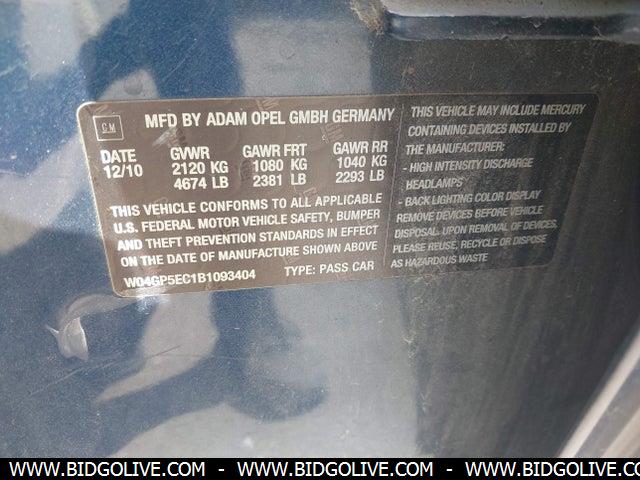 GM
MFD BY ADAM OPEL GMBH GERMANY
DATE GVWR GAWR FRT GAWR RR
12/10 2120 KG 1080 KG 1040 KG
4674 LB 2381 LB 2293 LB
THIS VEHICLE CONFORMS TO ALL APPLICABLE
U.S. FEDERAL MOTOR VEHICLE SAFETY, BUMPER
AND THEFT PREVENTION STANDARDS IN EFFECT
ON THE DATE OF MANUFACTURE SHOWN ABOVE
W04GP5EC1B1093404 TYPE: PASS CAR
THIS VEHICLE MAY INCLUDE MERCURY
CONTAINING DEVICES INSTALLED BY
THE MANUFACTURER:
- HIGH INTENSITY DISCHARGE
HEADLAMPS
- BACK LIGHTING COLOR DISPLAY
REMOVE DEVICES BEFORE VEHICLE
DISPOSAL UPON REMOVAL OF DEVICES.
PLEASE REUSE, RECYCLE OR DISPOSE
AS HAZARDOUS WASTE
WWW.BIDGOLIVE.COM - WWW.BIDGOLIVE.COM - WWW.BIDGOLIVE.COM -